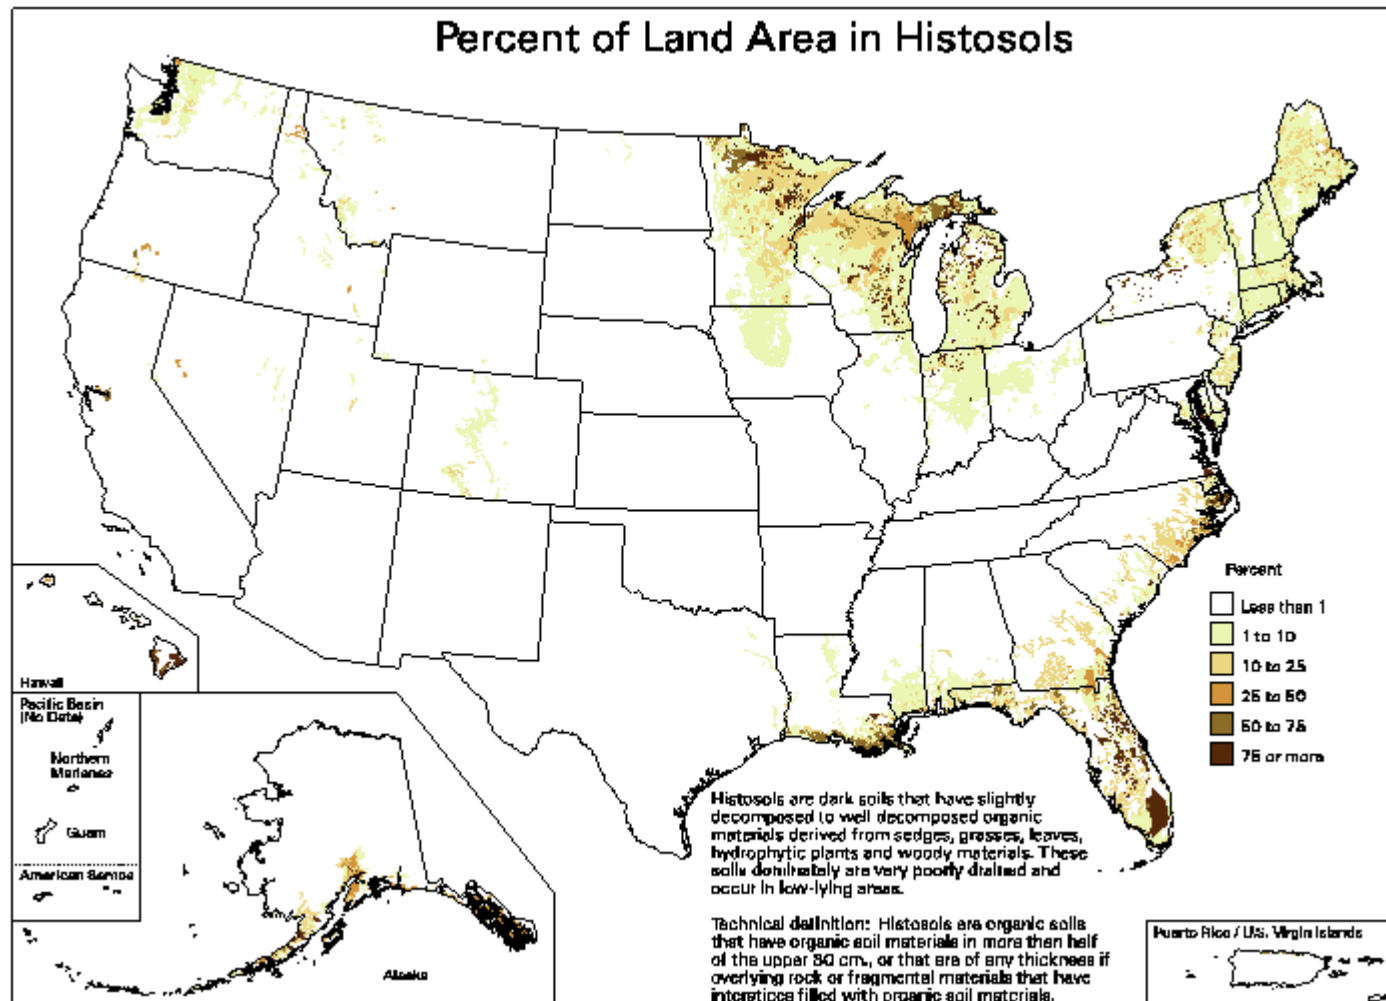 Percent of Land Area in Histosols
Percent
Less than 1
1 to 10
10 to 25
25 to 50
50 to 75
75 or more
Hawaii
Pacific Basin
(No Data)
Northern
Marianas
Guam
American Samoa
Alaska
Histosols are dark soils that have slightly
decomposed to well decomposed organic
materials derived from sedges, grasses, leaves,
hydrophytic plants and woody materials. These
soils dominately are very poorly drained and
occur in low-lying areas.
Technical definition: Histosols are organic soils
that have organic soil materials in more than half
of the upper 80 cm., or that are of any thickness if
overlying rock or fragmental materials that have
interstices filled with organic soil materials.
Puerto Rico / U.S. Virgin Islands